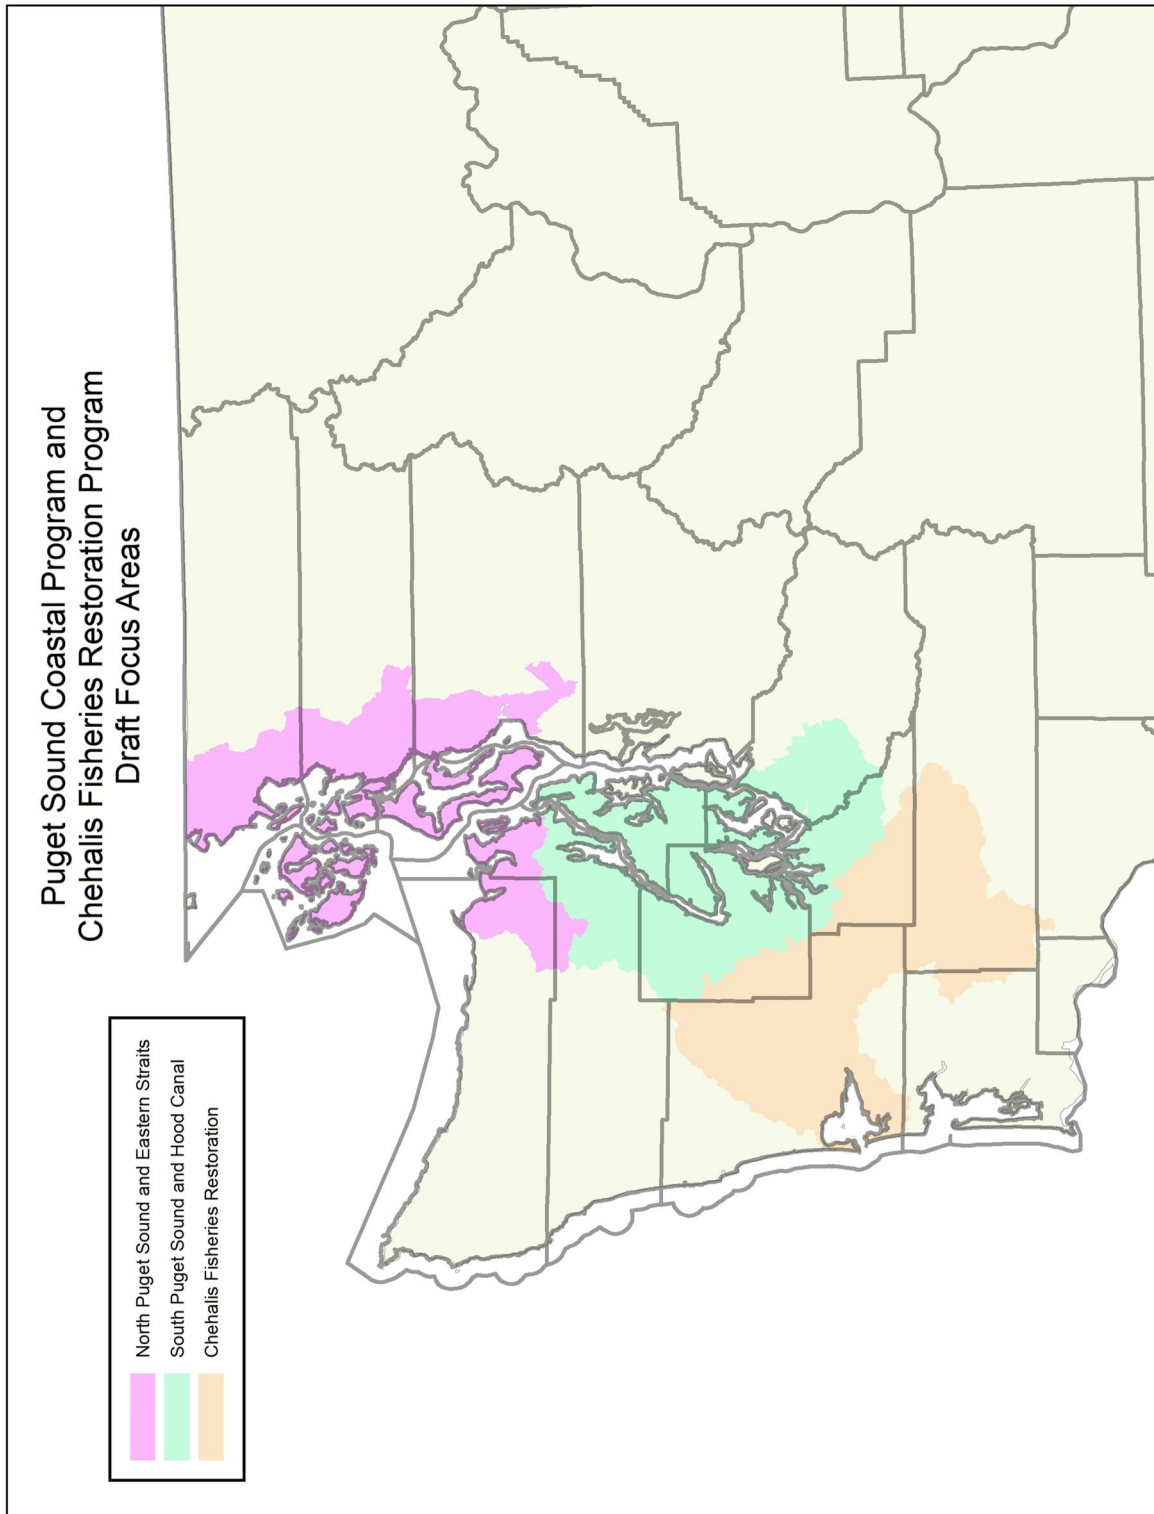 Puget Sound Coastal Program and
Chehalis Fisheries Restoration Program
Draft Focus Areas
North Puget Sound and Eastern Straits
South Puget Sound and Hood Canal
Chehalis Fisheries Restoration